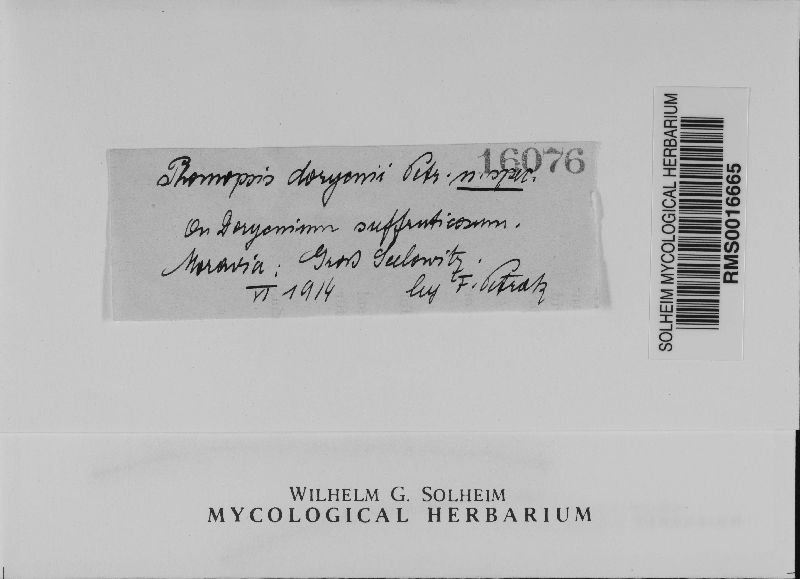 16076
Phomopsis dorycnii Petr. n. spec.
On Dorycnium suffruticosum.
Moravia: Groß Seelowitz.
VI 1914 leg F. Petrak
SOLHEIM MYCOLOGICAL HERBARIUM
RMS0016665
WILHELM G. SOLHEIM
MYCOLOGICAL HERBARIUM